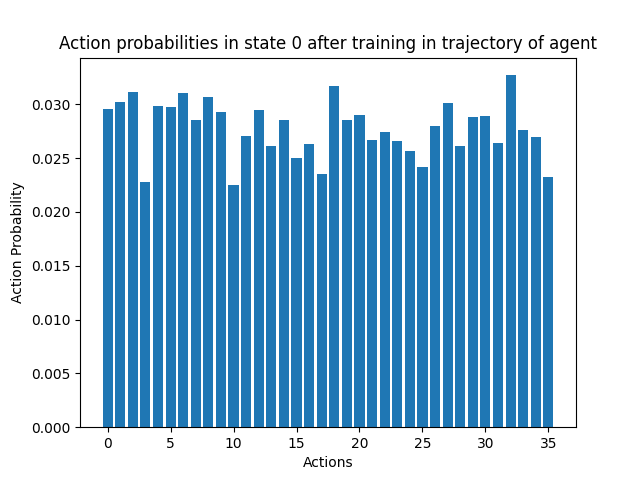 Action probabilities in state 0 after training in trajectory of agent
0.030
0.025
0.020
0.015
0.010
0.005
0.000
Action Probability
0 5 10 15 20 25 30 35
Actions